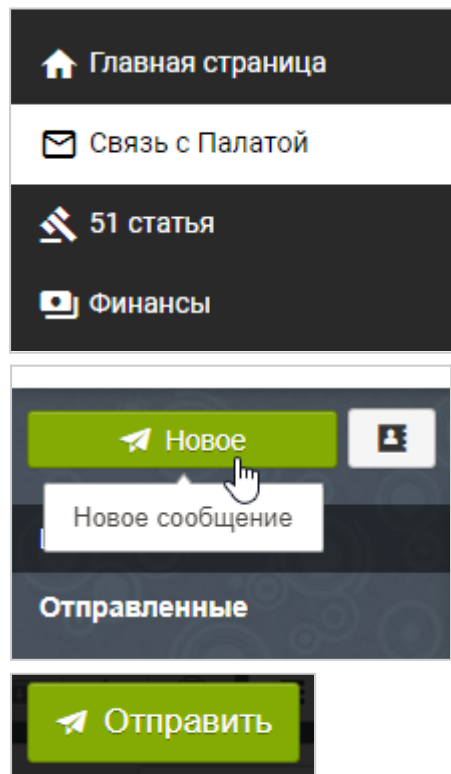 Главная страница
Связь с Палатой
51 статья
Финансы
Новое
Новое сообщение
Отправленные
Отправить